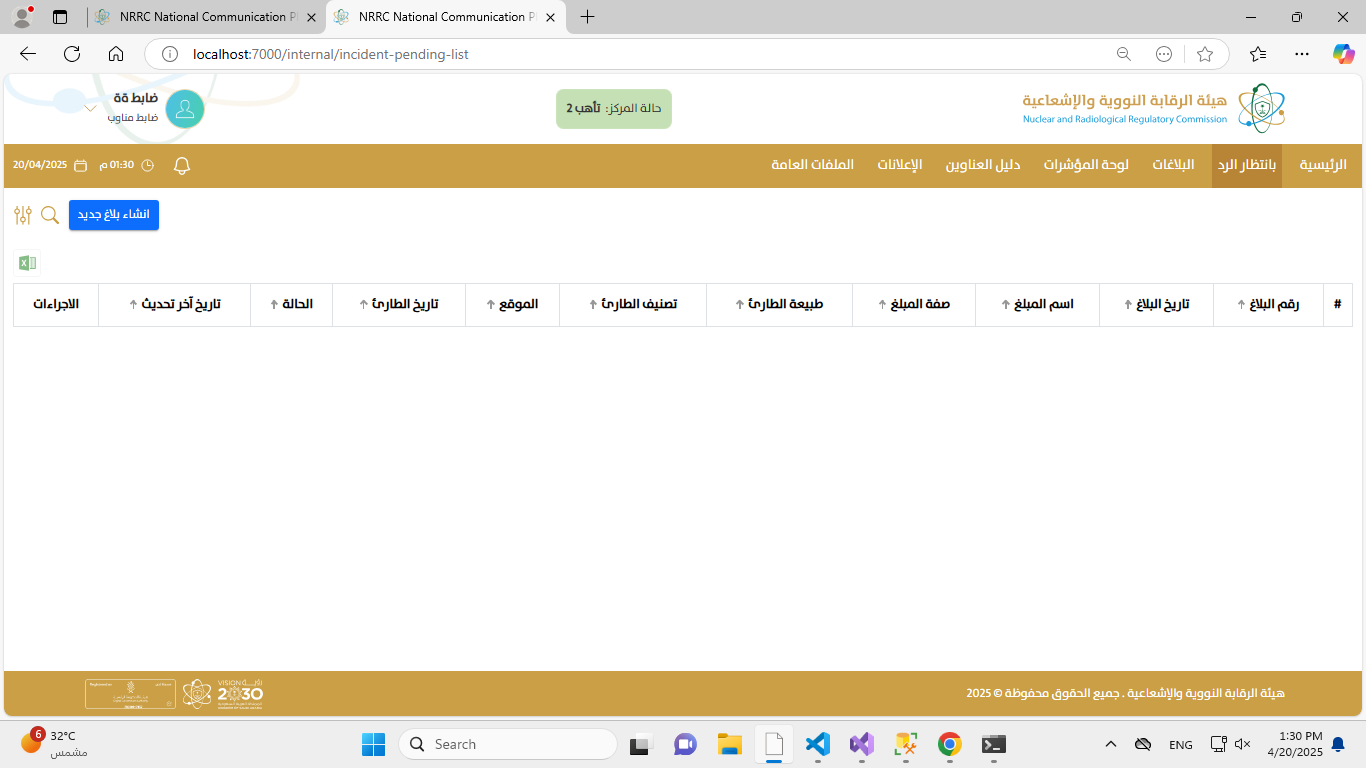 NRRC National Communication Pl
NRRC National Communication Pl
localhost:7000/internal/incident-pending-list
هيئة الرقابة النووية والإشعاعية
Nuclear and Radiological Regulatory Commission
حالة المركز: تأهب 2
ضابط ةة
ضابط مناوب
الرئيسية
بانتظار الرد
البلاغات
لوحة المؤشرات
دليل العناوين
الإعلانات
الملفات العامة
01:30 م
20/04/2025
انشاء بلاغ جديد
#
رقم البلاغ
تاريخ البلاغ
اسم المبلغ
صفة المبلغ
طبيعة الطارئ
تصنيف الطارئ
الموقع
تاريخ الطارئ
الحالة
تاريخ آخر تحديث
الاجراءات
هيئة الرقابة النووية والإشعاعية . جميع الحقوق محفوظة © 2025
VISION رؤيـــة
2030
6
32°C
مشمس
Search
ENG
1:30 PM
4/20/2025